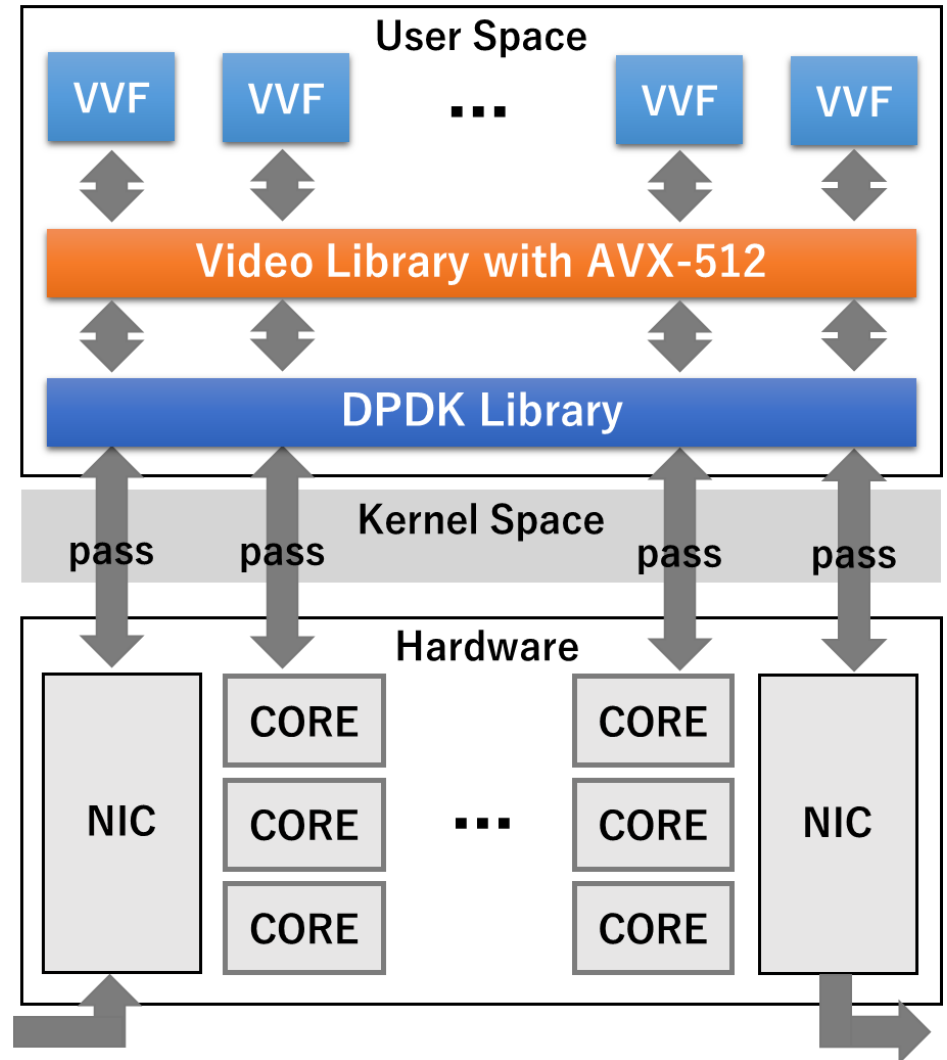 User Space
VVF VVF ... VVF VVF
Video Library with AVX-512
DPDK Library
Kernel Space
pass pass pass pass
Hardware
CORE CORE
NIC CORE ... CORE NIC
CORE CORE